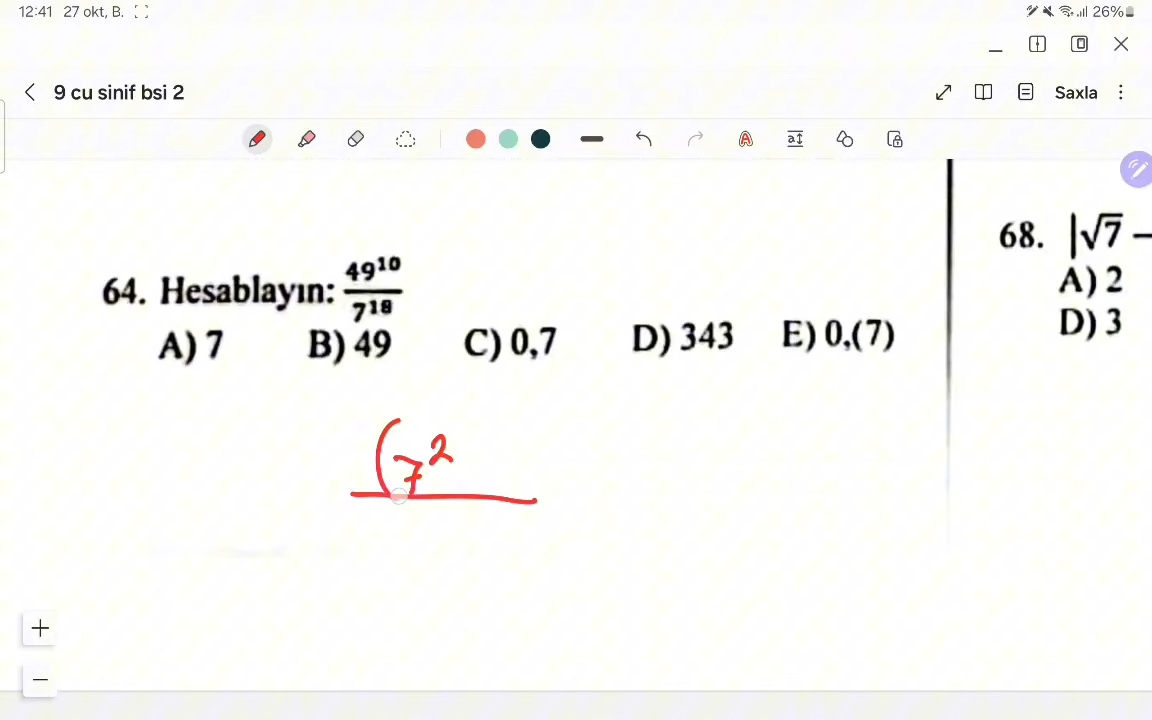 12:41 27 okt, B. 26%
9 cu sinif bsi 2 Saxla
64. Hesablayın: 49¹⁰/7¹⁸
A) 7 B) 49 C) 0,7 D) 343 E) 0,(7)
(7²
68. |√7 –
A) 2
D) 3